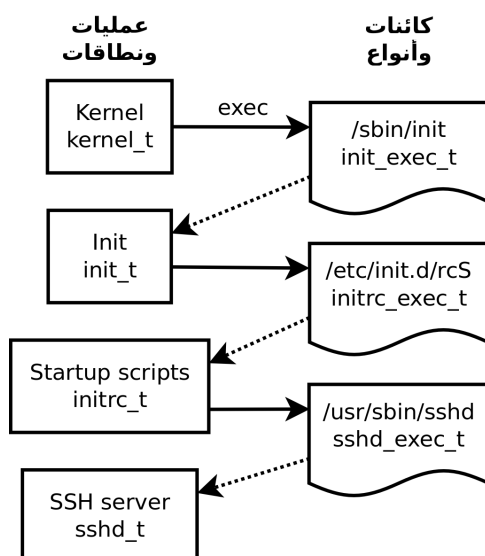 عمليات
ونطاقات
كائنات
وأنواع
Kernel
kernel_t
exec
/sbin/init
init_exec_t
Init
init_t
/etc/init.d/rcS
initrc_exec_t
Startup scripts
initrc_t
/usr/sbin/sshd
sshd_exec_t
SSH server
sshd_t